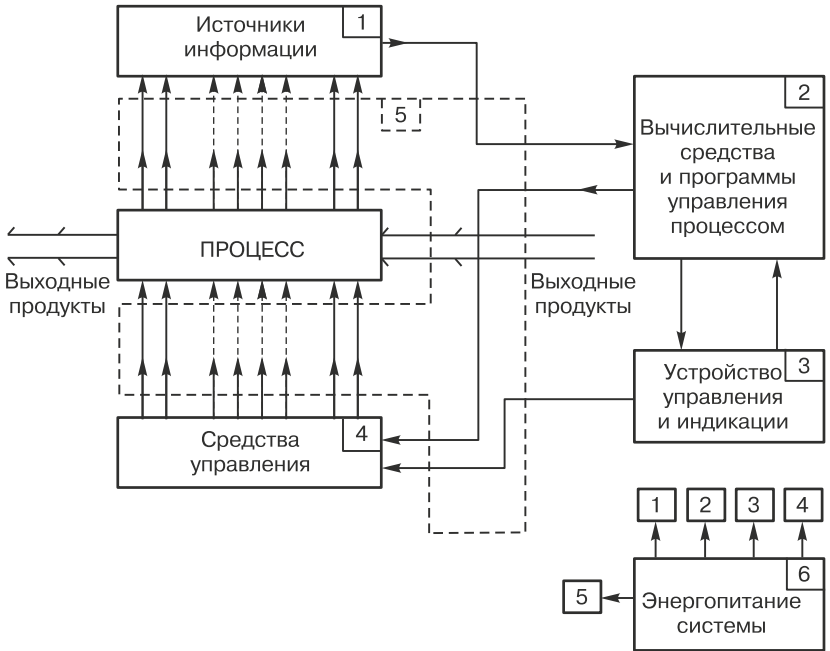 Источники
информации
1
5
2
Вычислительные
средства
и программы
управления
процессом
ПРОЦЕСС
Выходные
продукты
Выходные
продукты
3
Устройство
управления
и индикации
4
Средства
управления
1 2 3 4
6
5
Энергопитание
системы